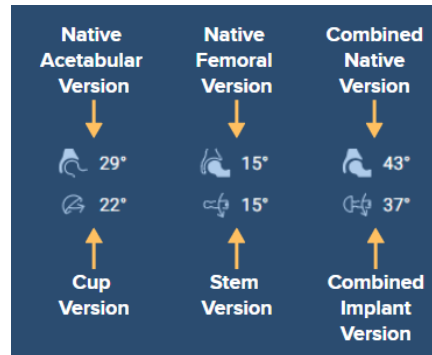 Native Acetabular Version
Native Femoral Version
Combined Native Version
29° 15° 43°
22° 15° 37°
Cup Version
Stem Version
Combined Implant Version